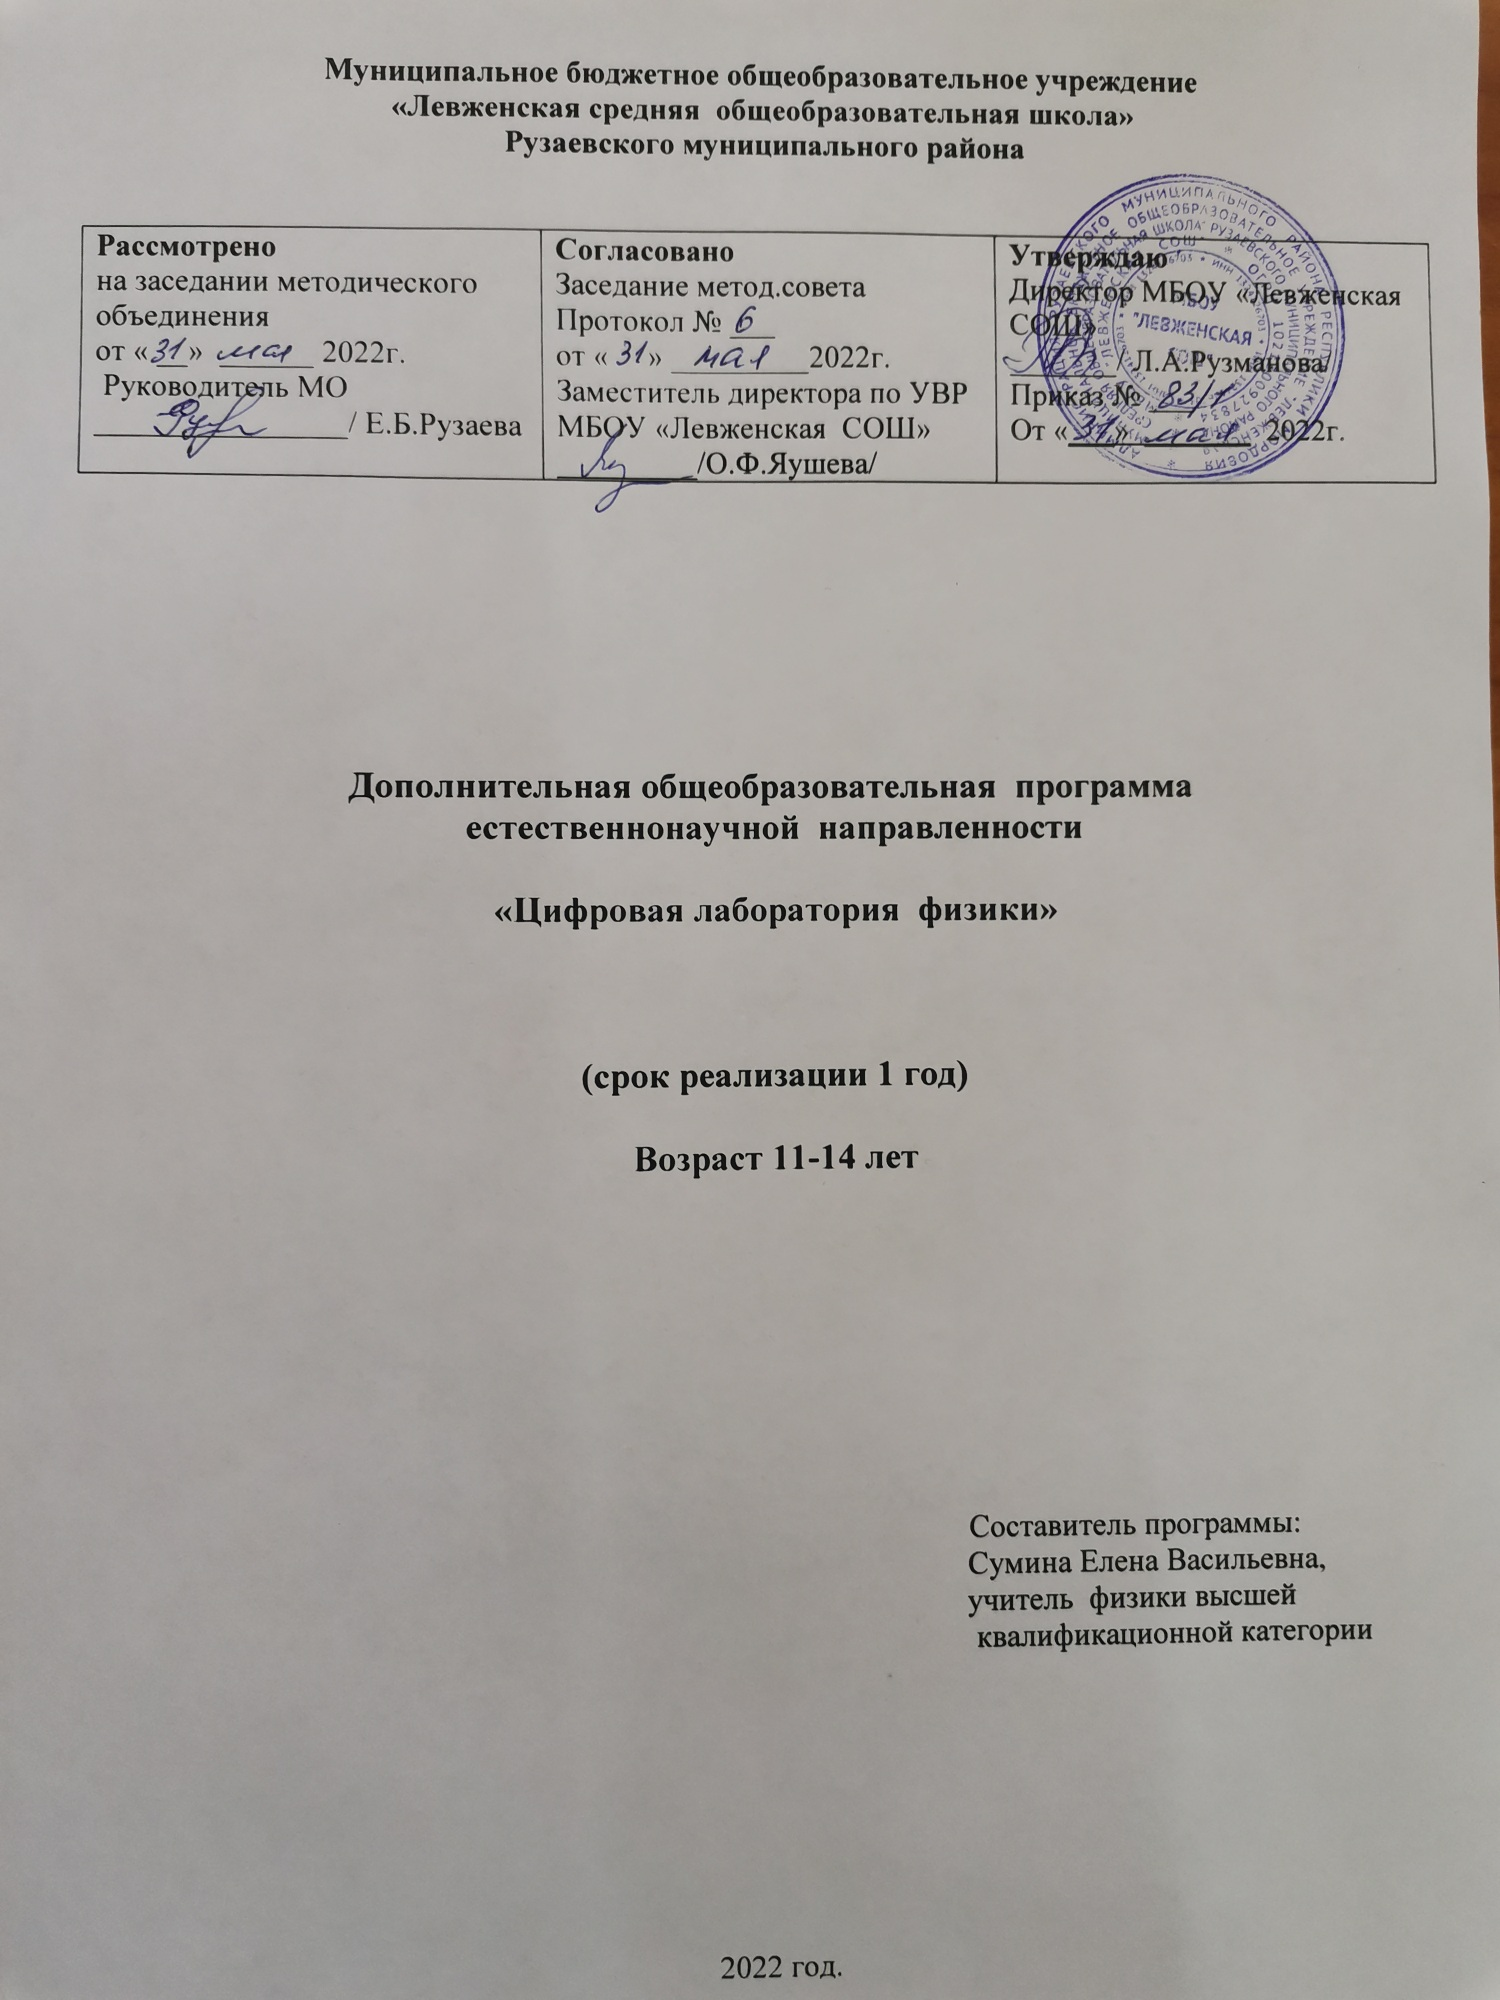 Муниципальное бюджетное общеобразовательное учреждение
«Левженская средняя общеобразовательная школа»
Рузаевского муниципального района
Рассмотрено
на заседании методического
объединения
от «31» мая 2022г.
Руководитель МО
/ Е.Б.Рузаева
Согласовано
Заседание метод.совета
Протокол № 6
от «31» мая 2022г.
Заместитель директора по УВР
МБОУ «Левженская СОШ»
/О.Ф.Яушева/
Утверждаю
Директор МБОУ «Левженская
СОШ»
/ Л.А.Рузманова/
Приказ № 83/1
От «31» мая 2022г.
МБОУ
"ЛЕВЖЕНСКАЯ
СОШ"
Дополнительная общеобразовательная программа
естественнонаучной направленности
«Цифровая лаборатория физики»
(срок реализации 1 год)
Возраст 11-14 лет
Составитель программы:
Сумина Елена Васильевна,
учитель физики высшей
квалификационной категории
2022 год.